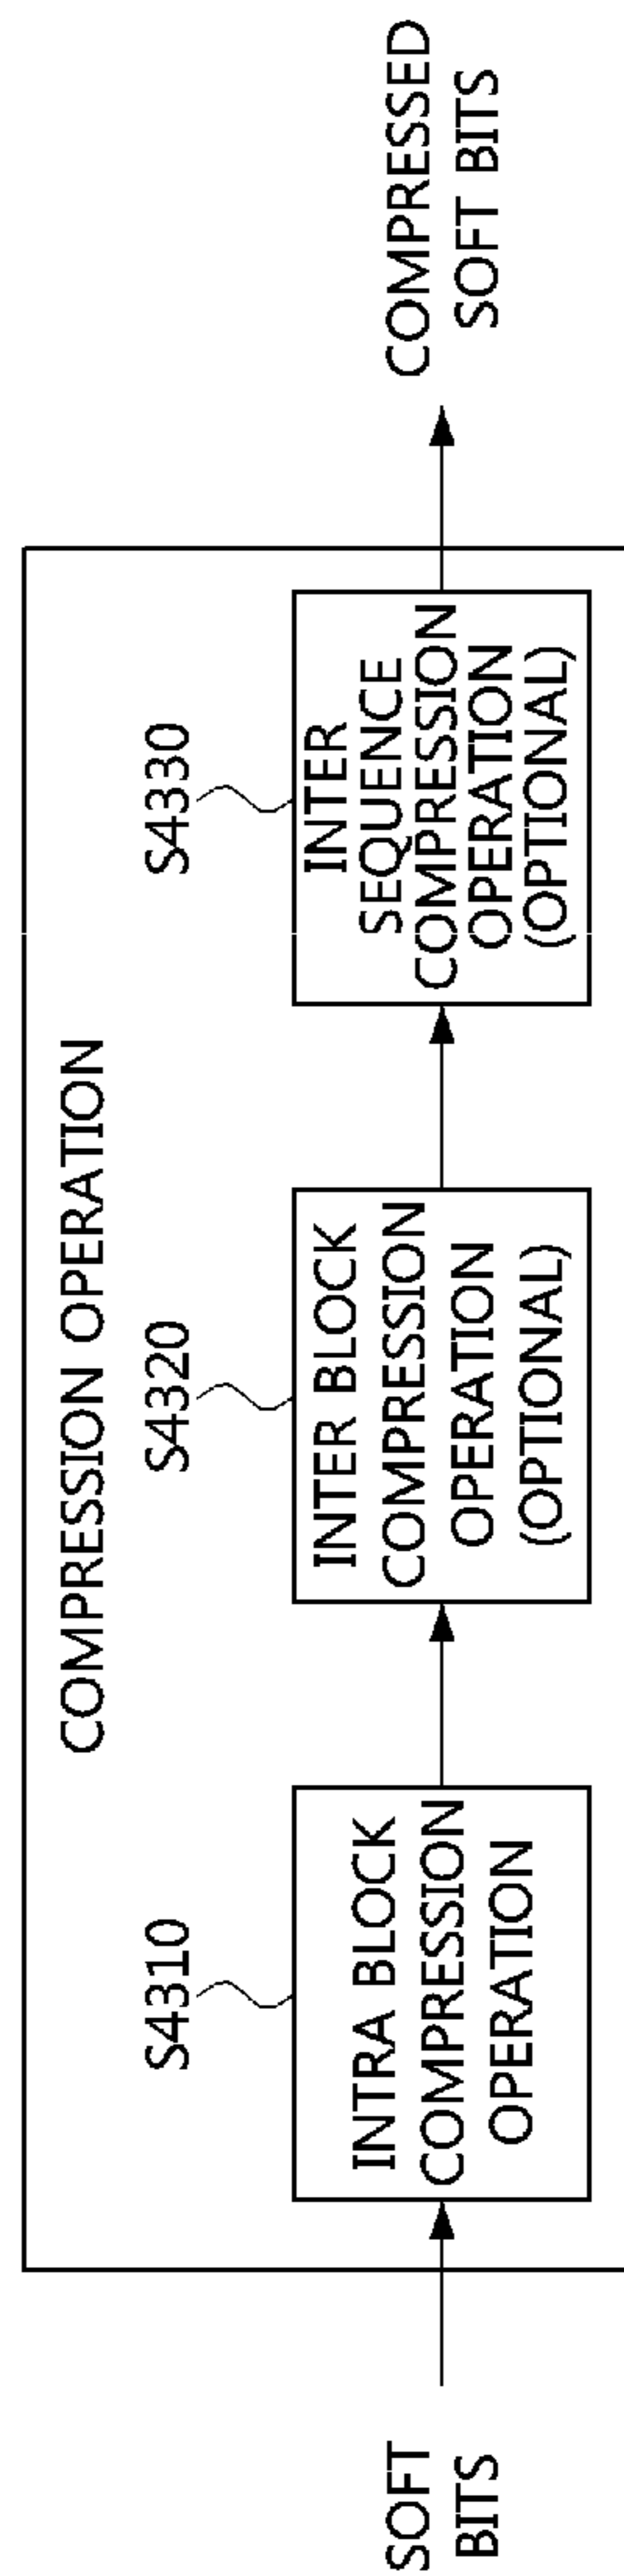 COMPRESSION OPERATION
SOFT
BITS
S4310
INTRA BLOCK
COMPRESSION
OPERATION
S4320
INTER BLOCK
COMPRESSION
OPERATION
(OPTIONAL)
S4330
INTER
SEQUENCE
COMPRESSION
OPERATION
(OPTIONAL)
COMPRESSED
SOFT BITS